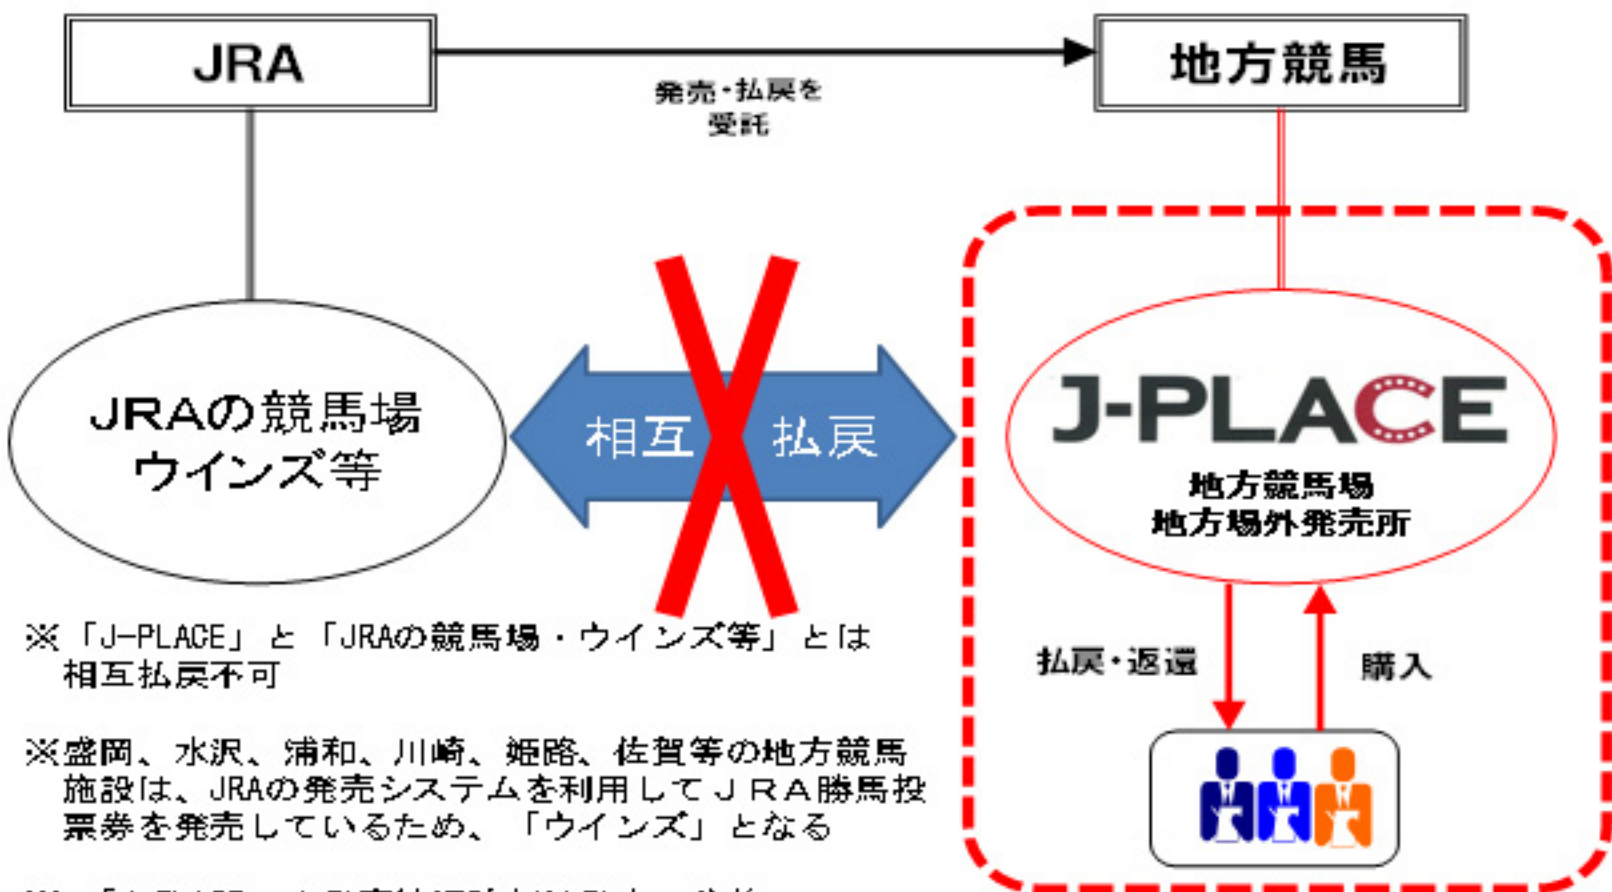 JRA
発売・払戻を
受託
地方競馬
JRAの競馬場
ウインズ等
相互 払戻
J-PLACE
地方競馬場
地方場外発売所
払戻・返還
購入
※「J-PLACE」と「JRAの競馬場・ウインズ等」とは
相互払戻不可
※盛岡、水沢、浦和、川崎、姫路、佐賀等の地方競馬
施設は、JRAの発売システムを利用してJRA勝馬投
票券を発売しているため、「ウインズ」となる